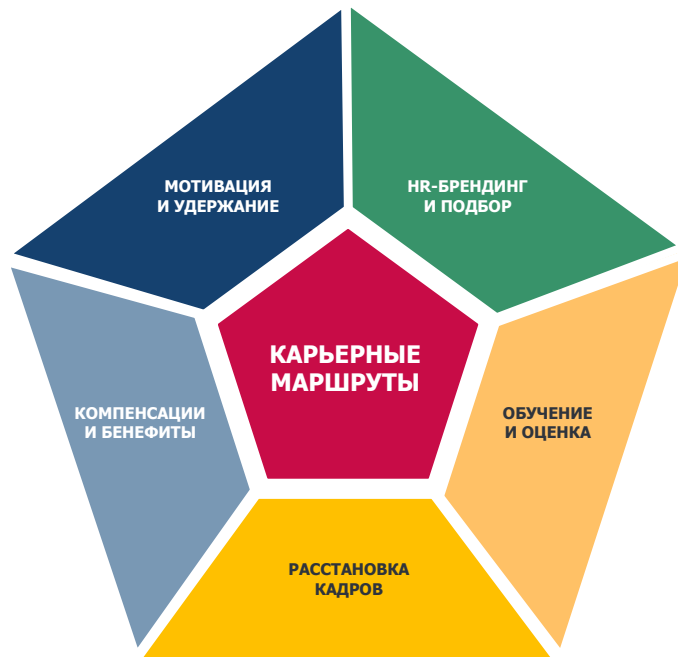 МОТИВАЦИЯ
И УДЕРЖАНИЕ
HR-БРЕНДИНГ
И ПОДБОР
КАРЬЕРНЫЕ
МАРШРУТЫ
КОМПЕНСАЦИИ
И БЕНЕФИТЫ
ОБУЧЕНИЕ
И ОЦЕНКА
РАССТАНОВКА
КАДРОВ